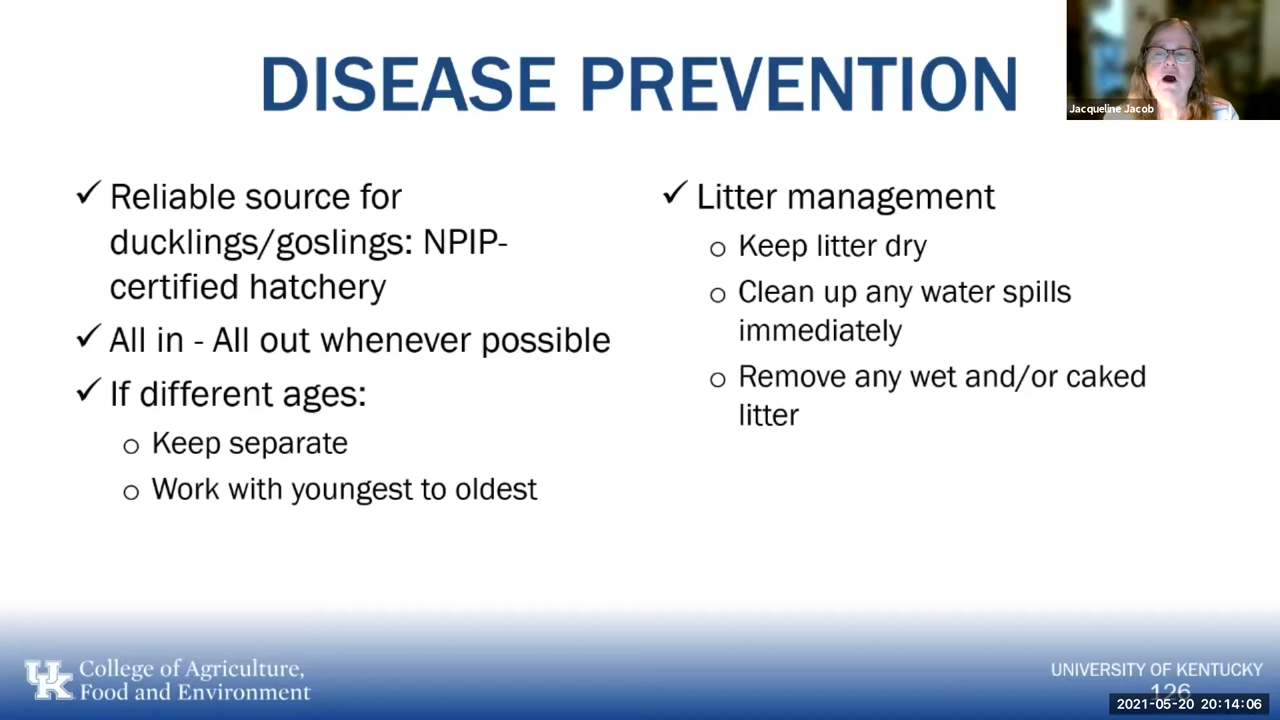 DISEASE PREVENTION
Jacqueline Jacob
✓ Reliable source for
ducklings/goslings: NPIP-
certified hatchery
✓ All in - All out whenever possible
✓ If different ages:
o Keep separate
o Work with youngest to oldest
✓ Litter management
o Keep litter dry
o Clean up any water spills
immediately
o Remove any wet and/or caked
litter
UK
College of Agriculture,
Food and Environment
UNIVERSITY OF KENTUCKY
126
2021-05-20 20:14:06